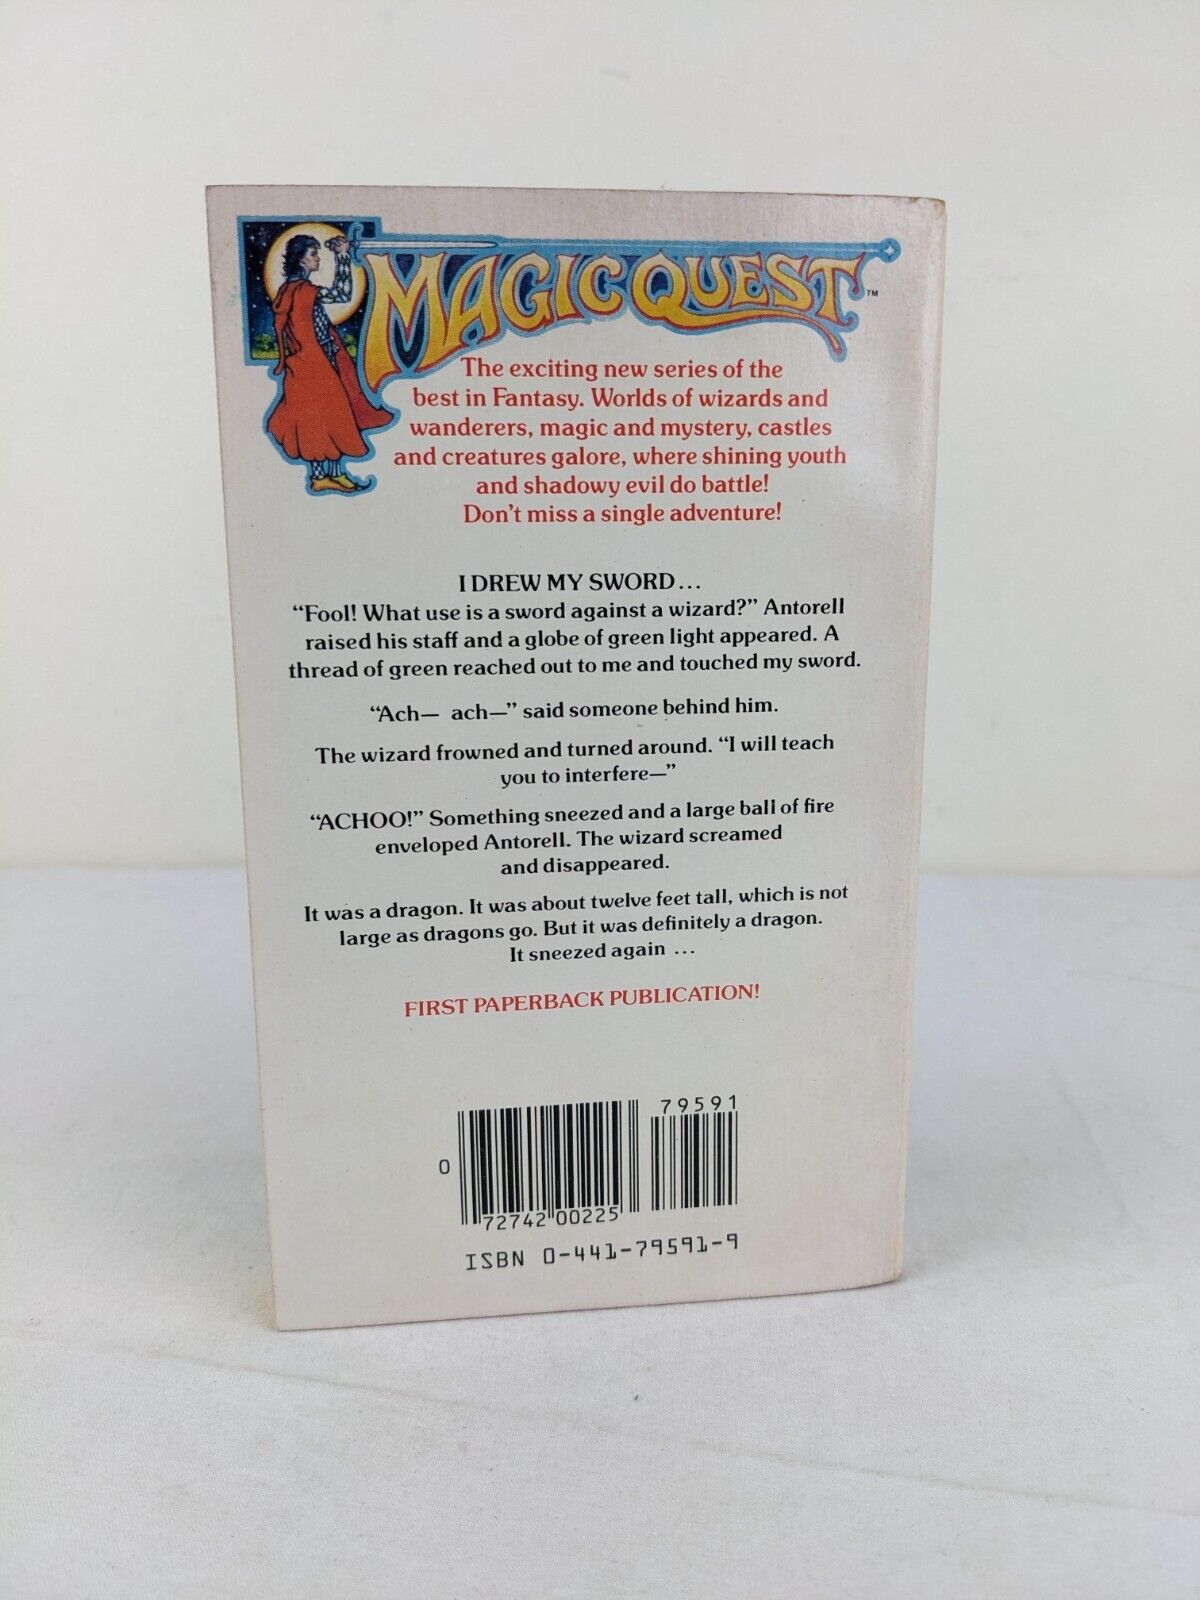 MAGICQUEST™
The exciting new series of the
best in Fantasy. Worlds of wizards and
wanderers, magic and mystery, castles
and creatures galore, where shining youth
and shadowy evil do battle!
Don't miss a single adventure!
I DREW MY SWORD...
“Fool! What use is a sword against a wizard?” Antorell
raised his staff and a globe of green light appeared. A
thread of green reached out to me and touched my sword.
“Ach— ach—” said someone behind him.
The wizard frowned and turned around. “I will teach
you to interfere—”
“ACHOO!” Something sneezed and a large ball of fire
enveloped Antorell. The wizard screamed
and disappeared.
It was a dragon. It was about twelve feet tall, which is not
large as dragons go. But it was definitely a dragon.
It sneezed again ...
FIRST PAPERBACK PUBLICATION!
79591
0
72742 00225
ISBN 0-441-79591-9